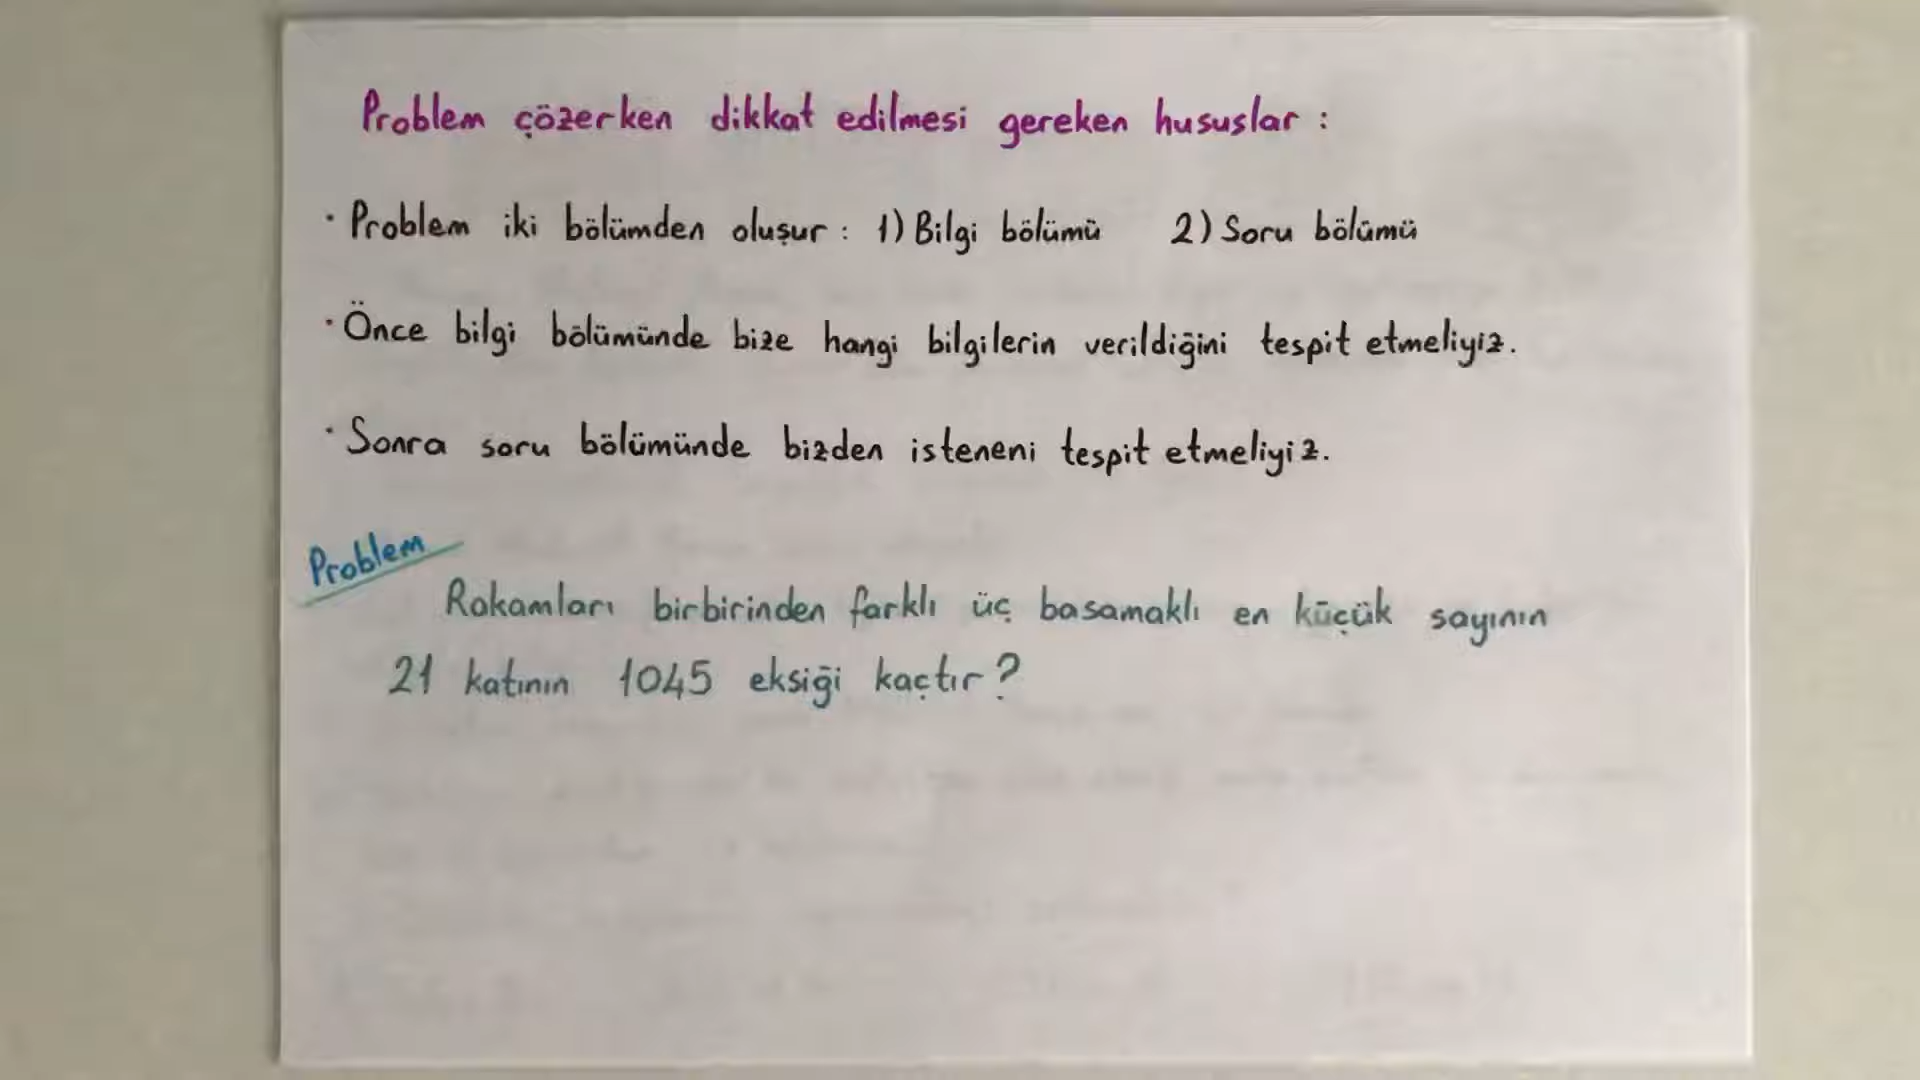 Problem çözerken dikkat edilmesi gereken hususlar :
· Problem iki bölümden oluşur : 1) Bilgi bölümü 2) Soru bölümü
· Önce bilgi bölümünde bize hangi bilgilerin verildiğini tespit etmeliyiz.
· Sonra soru bölümünde bizden isteneni tespit etmeliyiz.
Problem
Rakamları birbirinden farklı üç basamaklı en küçük sayının
21 katının 1045 eksiği kaçtır?